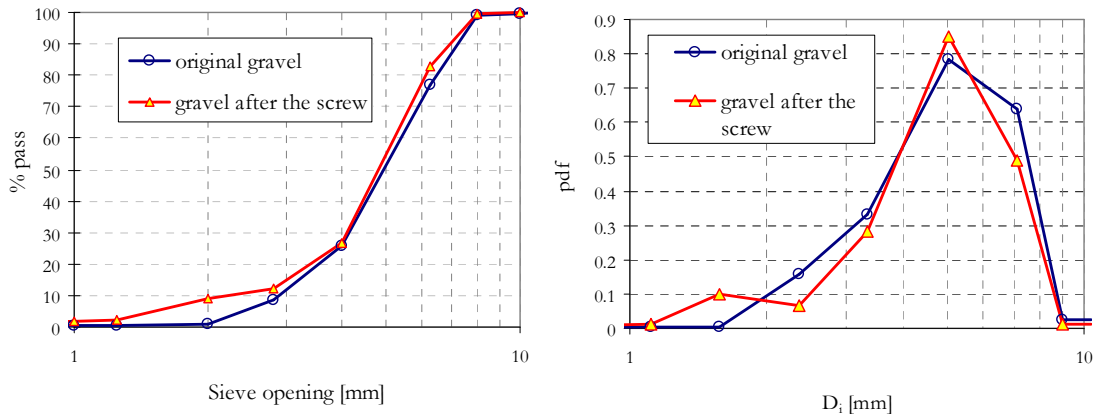 100
90
80
70
60
50
40
30
20
10
0
% pass
original gravel
gravel after the screw
1
10
Sieve opening [mm]
0.9
0.8
0.7
0.6
0.5
0.4
0.3
0.2
0.1
0
pdf
original gravel
gravel after the
screw
1
10
Di [mm]